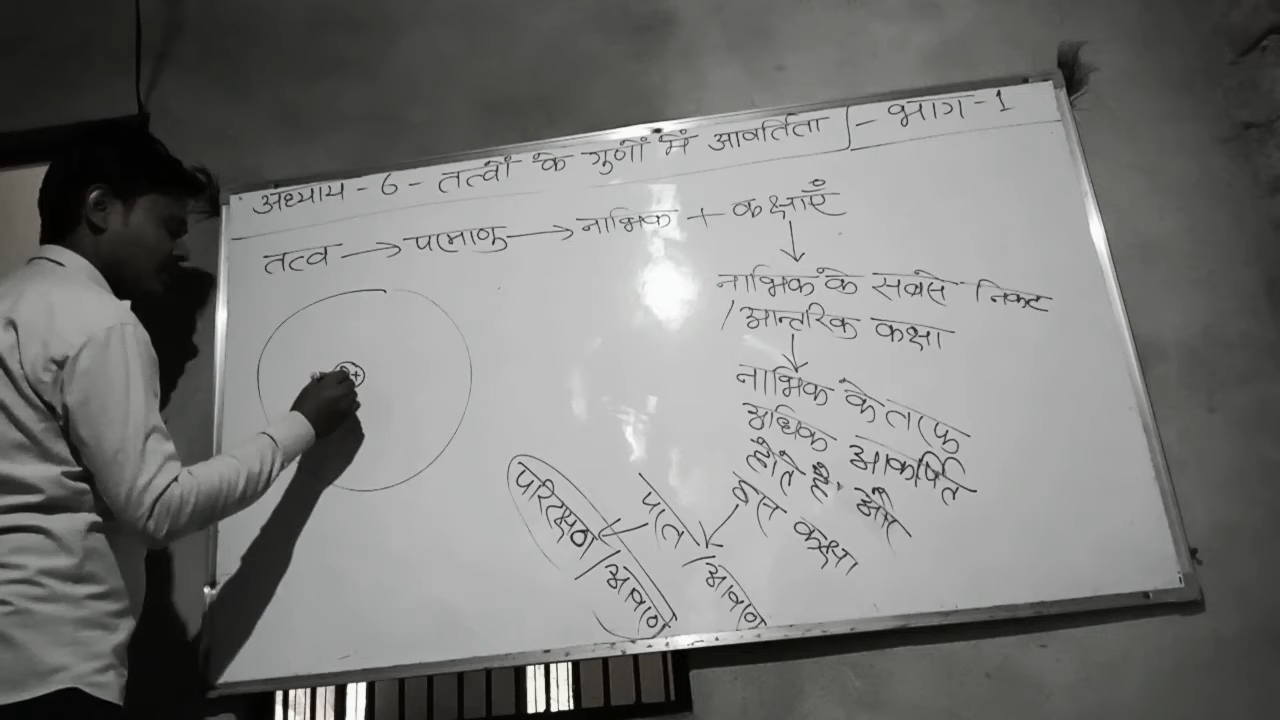 अध्याय - 6 - तत्वों के गुणों में आवर्तिता - भाग - 1
तत्व → परमाणु → नाभिक + कक्षाएँ
नाभिक के सबसे निकट
/आन्तरिक कक्षा
नाभिक के तरफ
अधिक आकर्षित
होते है और
वृत कक्षा
परत /आवरण
परिरक्षण /आवरण
+